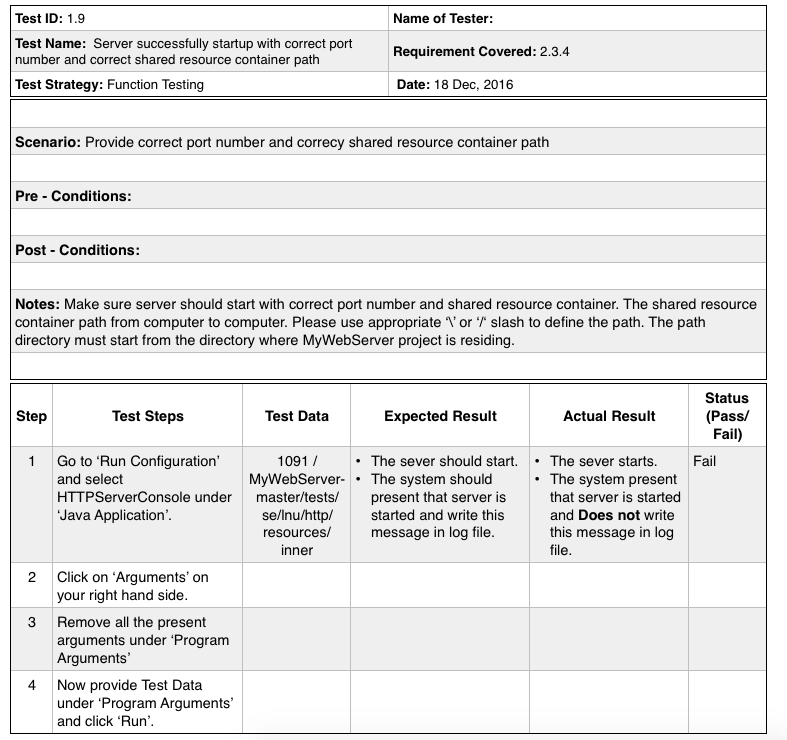 Test ID: 1.9
Name of Tester:
Test Name:  Server successfully startup with correct port
number and correct shared resource container path
Requirement Covered: 2.3.4
Test Strategy: Function Testing
Date: 18 Dec, 2016
Scenario: Provide correct port number and correcy shared resource container path
Pre - Conditions:
Post - Conditions:
Notes: Make sure server should start with correct port number and shared resource container. The shared resource
container path from computer to computer. Please use appropriate ‘\’ or ‘/‘ slash to define the path. The path
directory must start from the directory where MyWebServer project is residing.
Step
Test Steps
Test Data
Expected Result
Actual Result
Status
(Pass/
Fail)
1
Go to ‘Run Configuration’
and select
HTTPServerConsole under
‘Java Application’.
1091 /
MyWebServer-
master/tests/
se/lnu/http/
resources/
inner
• The sever should start.
• The system should
present that server is
started and write this
message in log file.
• The sever starts.
• The system present
that server is started
and Does not write
this message in log
file.
Fail
2
Click on ‘Arguments’ on
your right hand side.
3
Remove all the present
arguments under ‘Program
Arguments’
4
Now provide Test Data
under ‘Program Arguments’
and click ‘Run’.